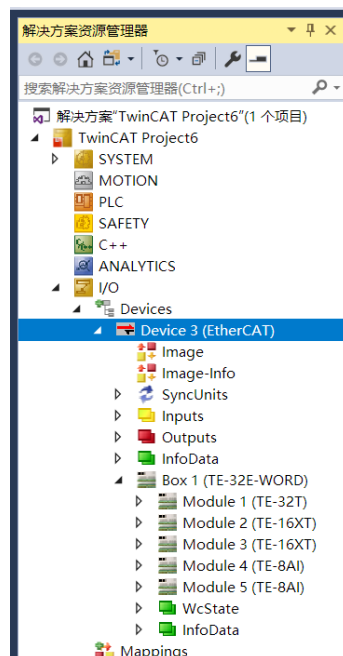 解决方案资源管理器
搜索解决方案资源管理器(Ctrl+;)
解决方案"TwinCAT Project6"(1 个项目)
TwinCAT Project6
SYSTEM
MOTION
PLC
SAFETY
C++
ANALYTICS
I/O
Devices
Device 3 (EtherCAT)
Image
Image-Info
SyncUnits
Inputs
Outputs
InfoData
Box 1 (TE-32E-WORD)
Module 1 (TE-32T)
Module 2 (TE-16XT)
Module 3 (TE-16XT)
Module 4 (TE-8AI)
Module 5 (TE-8AI)
WcState
InfoData
Mappings